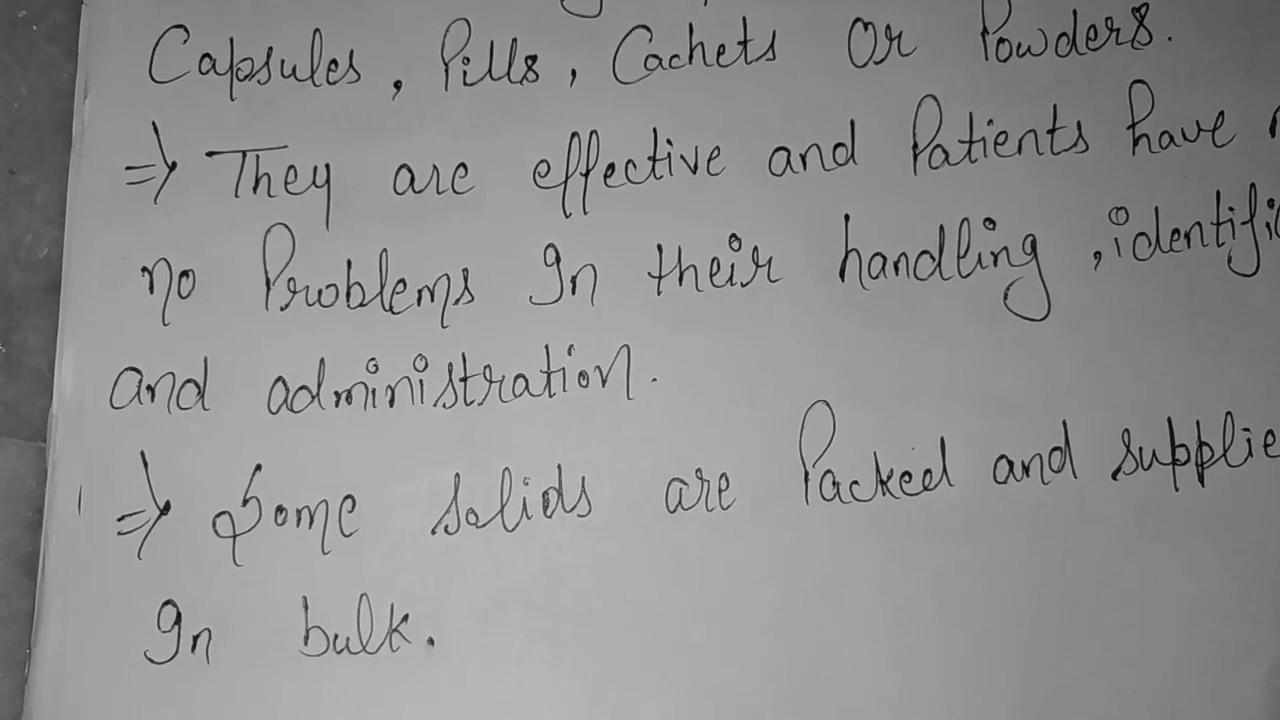 Capsules, Pills, Cachets Or Powders.
⇒ They are effective and Patients have
no Problems In their handling, identific
and administration.
⇒ Some solids are Packed and supplie
In bulk.